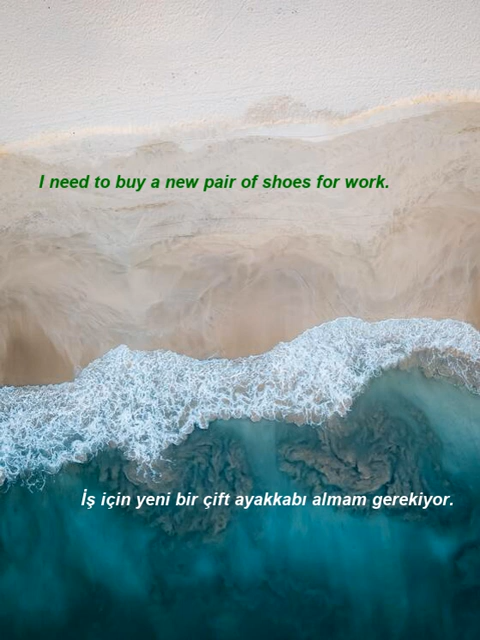 I need to buy a new pair of shoes for work.
İş için yeni bir çift ayakkabı almam gerekiyor.